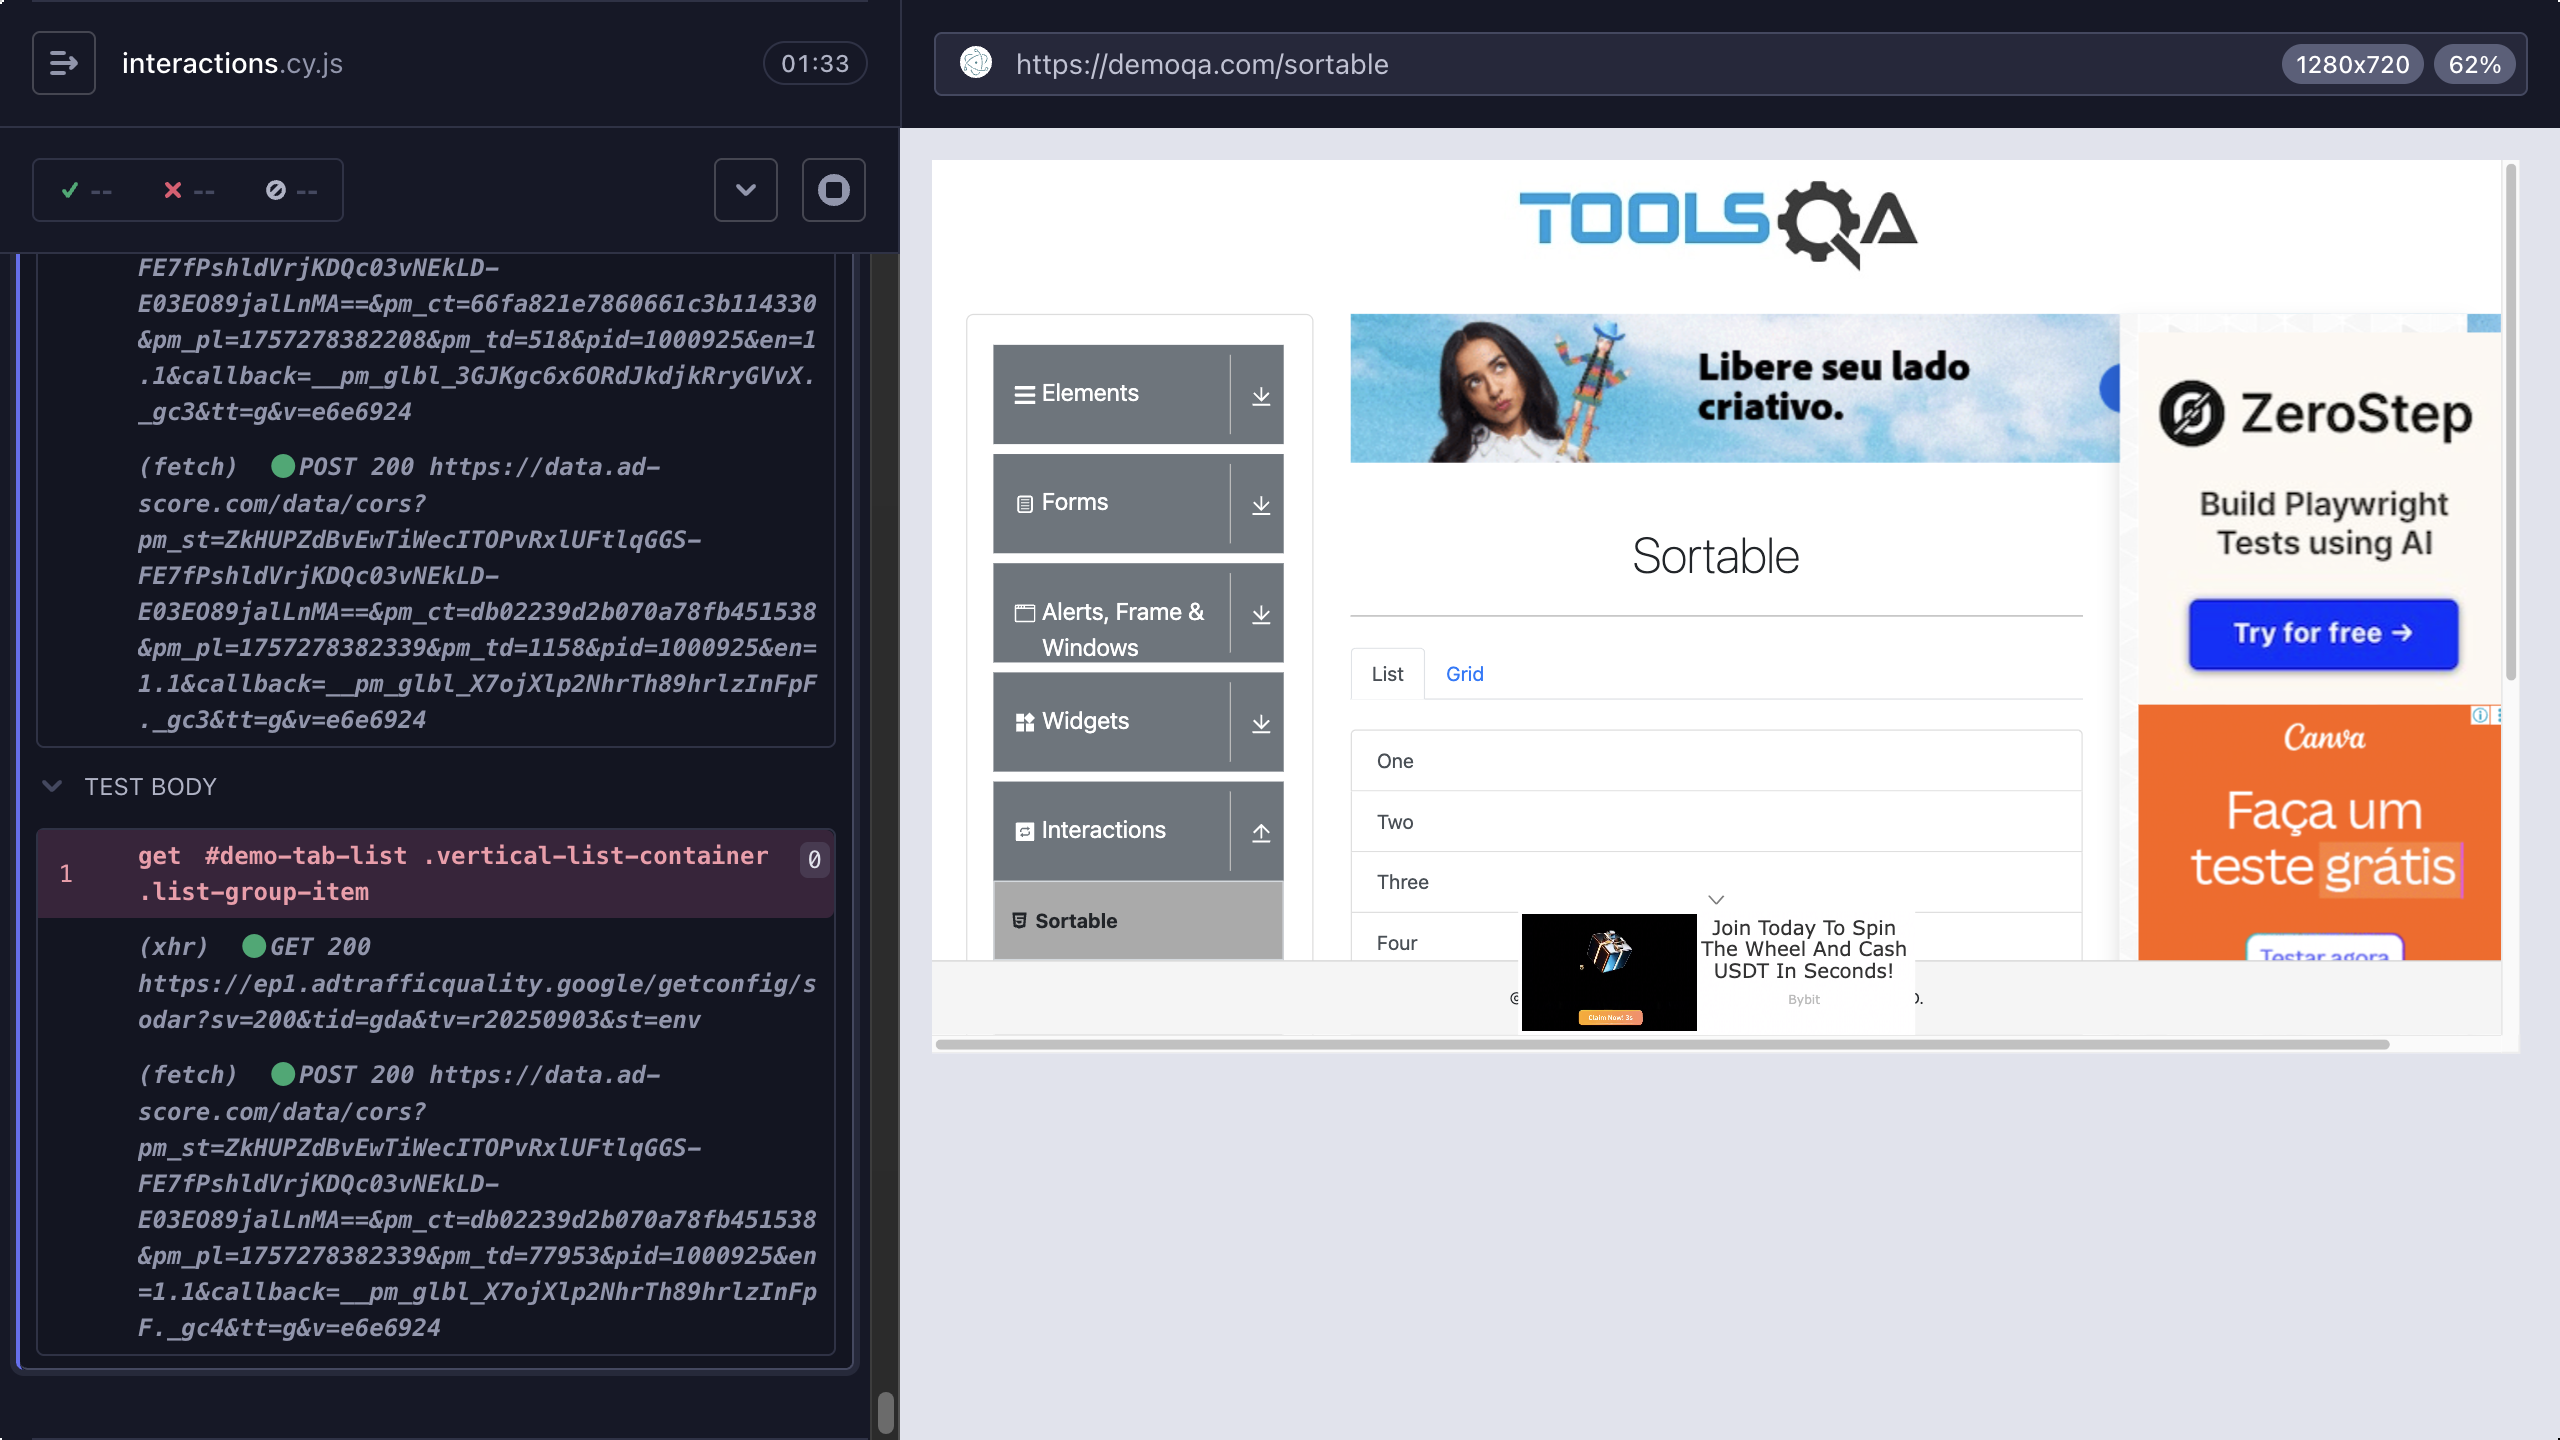 interactions.cy.js
01:33
--
--
--
FE7fPshldVrjKDQc03vNEkLD-
E03EO89jalLnMA==&pm_ct=66fa821e7860661c3b114330
&pm_pl=1757278382208&pm_td=518&pid=1000925&en=1
.1&callback=__pm_glbl_3GJKgc6x6ORdJkdjkRryGVvX.
_gc3&tt=g&v=e6e6924
(fetch) POST 200 https://data.ad-
score.com/data/cors?
pm_st=ZkHUPZdBvEwTiWecITOPvRxlUFtlqGGS-
FE7fPshldVrjKDQc03vNEkLD-
E03EO89jalLnMA==&pm_ct=db02239d2b070a78fb451538
&pm_pl=1757278382339&pm_td=1158&pid=1000925&en=
1.1&callback=__pm_glbl_X7ojXlp2NhrTh89hrlzInFpF
._gc3&tt=g&v=e6e6924
TEST BODY
1
get #demo-tab-list .vertical-list-container
.list-group-item
0
(xhr) GET 200
https://ep1.adtrafficquality.google/getconfig/s
odar?sv=200&tid=gda&tv=r20250903&st=env
(fetch) POST 200 https://data.ad-
score.com/data/cors?
pm_st=ZkHUPZdBvEwTiWecITOPvRxlUFtlqGGS-
FE7fPshldVrjKDQc03vNEkLD-
E03EO89jalLnMA==&pm_ct=db02239d2b070a78fb451538
&pm_pl=1757278382339&pm_td=77953&pid=1000925&en
=1.1&callback=__pm_glbl_X7ojXlp2NhrTh89hrlzInFp
F._gc4&tt=g&v=e6e6924
https://demoqa.com/sortable
1280x720
62%
TOOLSQA
Elements
Forms
Alerts, Frame &
Windows
Widgets
Interactions
Sortable
Libere seu lado
criativo.
Sortable
List
Grid
One
Two
Three
Four
Join Today To Spin
The Wheel And Cash
USDT In Seconds!
Bybit
Claim Now! 3s
©
ZeroStep
Build Playwright
Tests using AI
Try for free →
Canva
Faça um
teste grátis
Testar agora